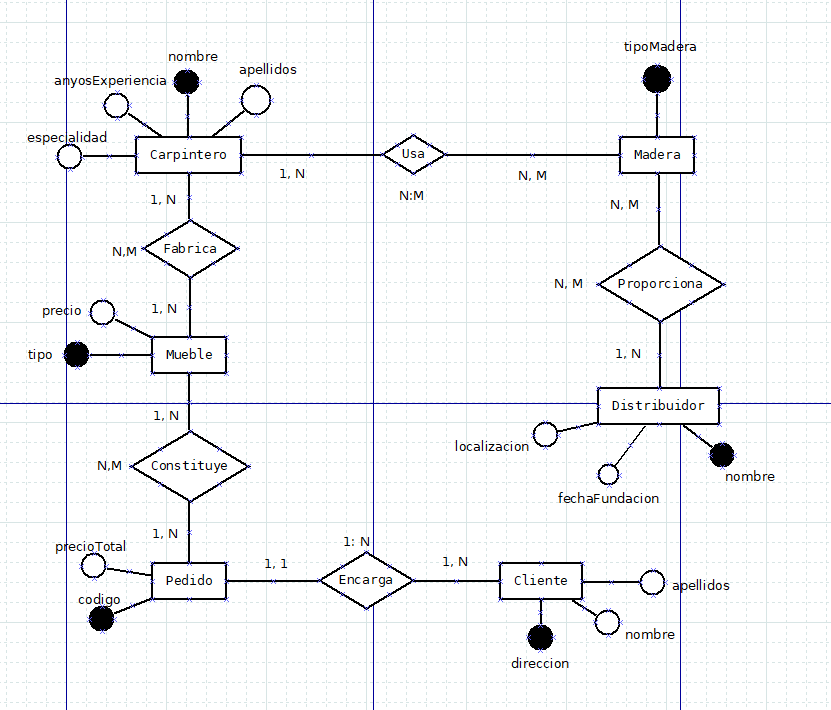 tipoMadera
nombre
apellidos
anyosExperiencia
especialidad
Carpintero
Usa
Madera
1, N
N, M
N:M
1, N
N, M
N,M
Fabrica
N, M
Proporciona
1, N
precio
1, N
tipo
Mueble
Distribuidor
1, N
localizacion
N,M
Constituye
nombre
fechaFundacion
1, N
1: N
precioTotal
1, 1
1, N
Pedido
Encarga
Cliente
apellidos
codigo
nombre
direccion